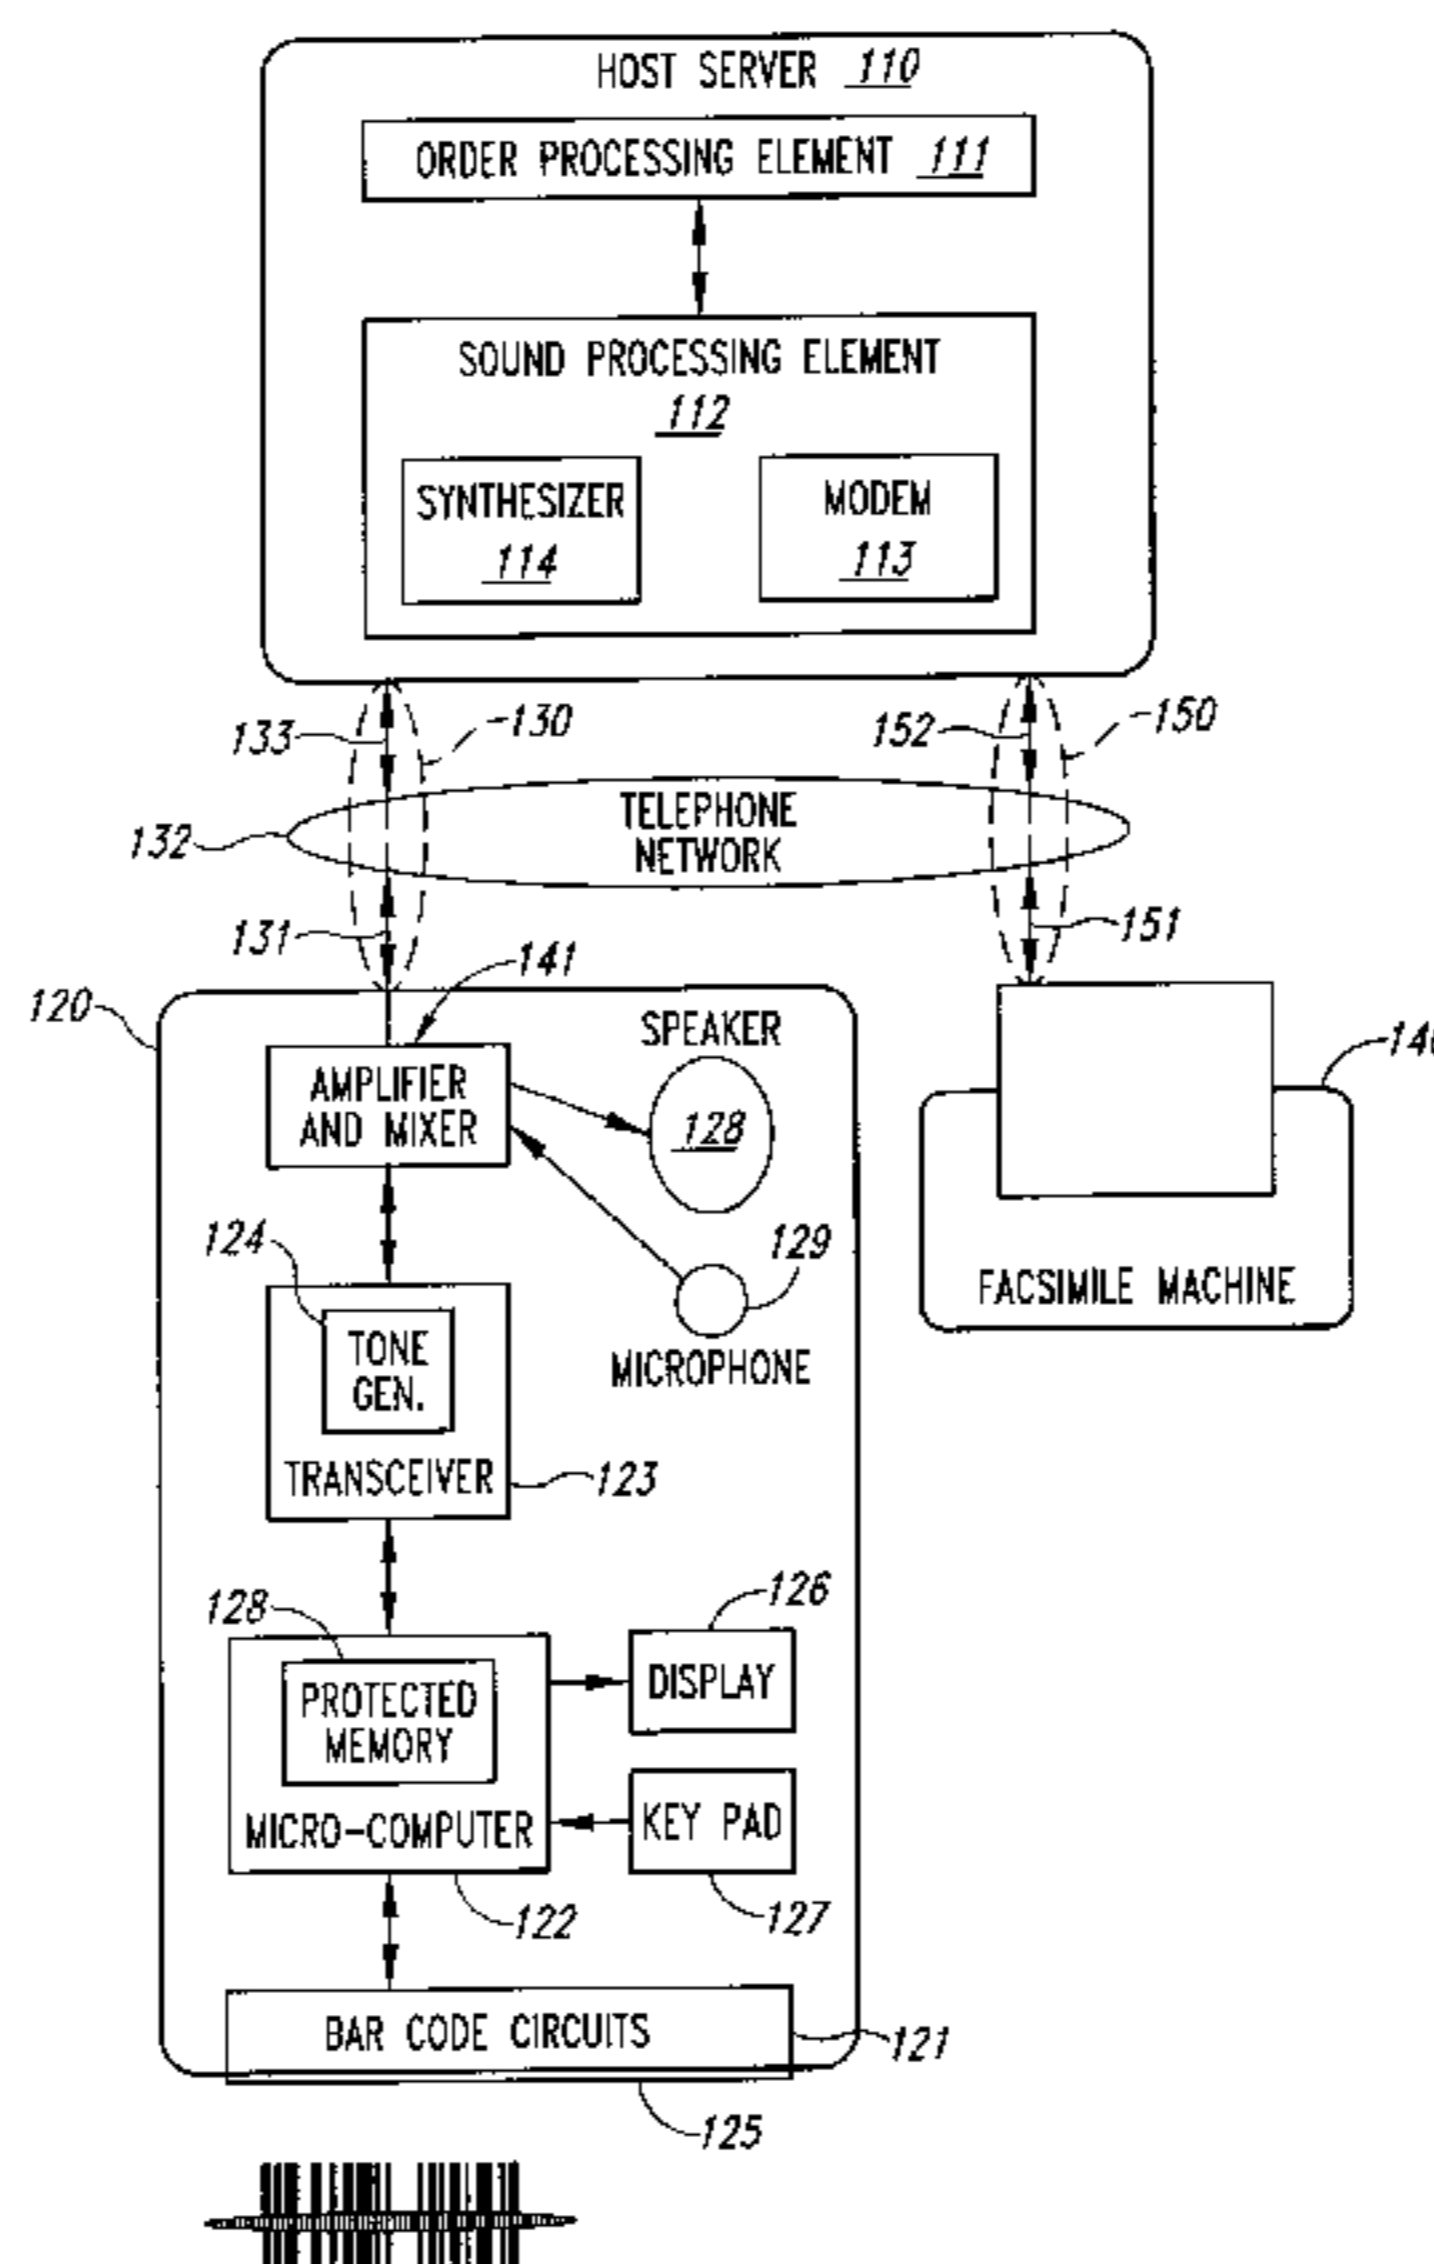 HOST SERVER 110
ORDER PROCESSING ELEMENT 111
SOUND PROCESSING ELEMENT
112
SYNTHESIZER
114
MODEM
113
133
130
152
150
132
TELEPHONE
NETWORK
131
151
120
141
SPEAKER
AMPLIFIER
AND MIXER
128
124
129
FACSIMILE MACHINE
TONE
GEN.
MICROPHONE
TRANSCEIVER
123
128
126
PROTECTED
MEMORY
DISPLAY
MICRO-COMPUTER
KEY PAD
122
127
BAR CODE CIRCUITS
121
125